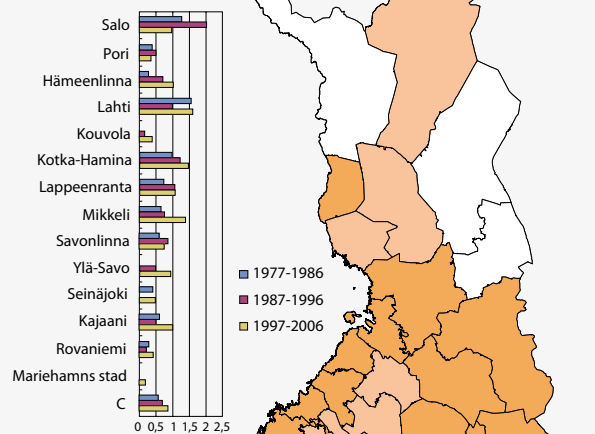 Salo
Pori
Hämeenlinna
Lahti
Kouvola
Kotka-Hamina
Lappeenranta
Mikkeli
Savonlinna
Ylä-Savo
Seinäjoki
Kajaani
Rovaniemi
Mariehamns stad
C
0 0,5 1 1,5 2 2,5
1977-1986
1987-1996
1997-2006